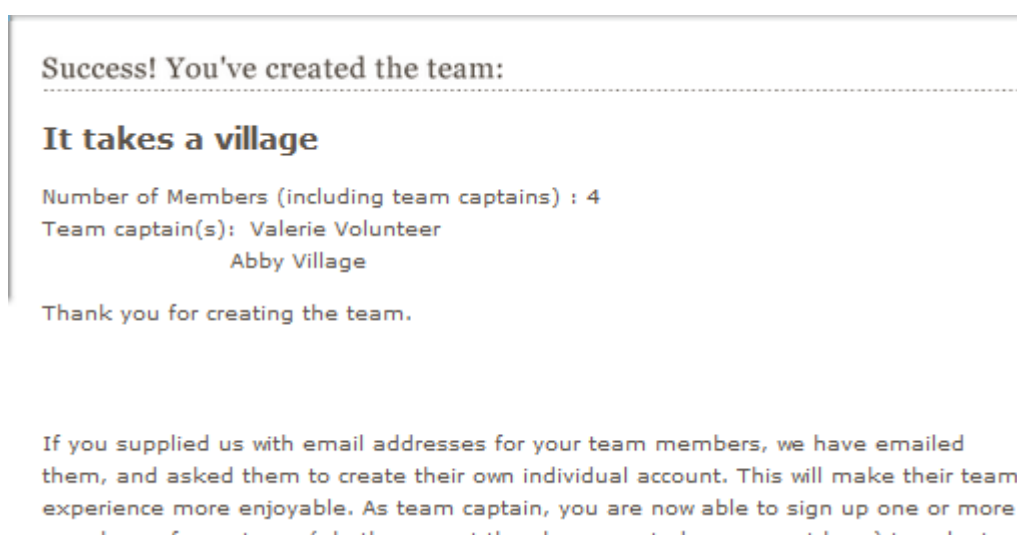 Success! You've created the team:
It takes a village
Number of Members (including team captains) : 4
Team captain(s): Valerie Volunteer
Abby Village
Thank you for creating the team.
If you supplied us with email addresses for your team members, we have emailed
them, and asked them to create their own individual account. This will make their team
experience more enjoyable. As team captain, you are now able to sign up one or more